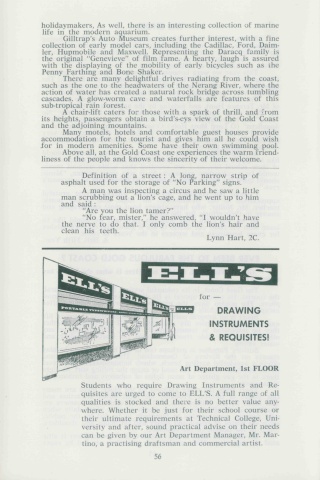 holidaymakers. As well, there is an interesting collection of marine
life in the modern aquarium.
Gilltrap's Auto Museum creates further interest, with a fine
collection of early model cars, including the Cadillac, Ford, Daim-
ler, Hupmobile and Maxwell. Representing the Daracq family is
the original "Genevieve" of film fame. A hearty, laugh is assured
with the displaying of the mobility of early bicycles such as the
Penny Farthing and Bone Shaker.
There are many delightful drives radiating from the coast,
such as the one to the headwaters of the Nerang River, where the
action of water has created a natural rock bridge across tumbling
cascades. A glow-worm cave and waterfalls are features of this
sub-tropical rain forest.
A chair-lift caters for those with a spark of thrill, and from
its heights, passengers obtain a bird's-eye view of the Gold Coast
and the adjoining mountains.
Many motels, hotels and comfortable guest houses provide
accommodation for the tourist and gives him all he could wish
for in modern amenities. Some have their own swimming pool.
Above all, at the Gold Coast one experiences the warm friend-
liness of the people and knows the sincerity of their welcome.
Definition of a street: A long, narrow strip of
asphalt used for the storage of "No Parking" signs.
A man was inspecting a circus and he saw a little
man scrubbing out a lion's cage, and he went up to him
and said:
"Are you the lion tamer?"
"No fear, mister," he answered, "I wouldn't have
the nerve to do that. I only comb the lion's hair and
clean his teeth.
Lynn Hart, 2C.
ELL'S
ELL'S
ELL'S
ELL'S
ELL'S
for —
DRAWING
INSTRUMENTS
& REQUISITES!
Art Department, 1st FLOOR
Students who require Drawing Instruments and Re-
quisites are urged to come to ELL'S. A full range of all
qualities is stocked and there is no better value any-
where. Whether it be just for their school course or
their ultimate requirements at Technical College, Uni-
versity and after, sound practical advise on their needs
can be given by our Art Department Manager, Mr. Mar-
tino, a practising draftsman and commercial artist.
56